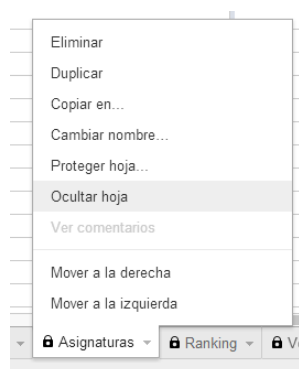 Eliminar
Duplicar
Copiar en...
Cambiar nombre...
Proteger hoja...
Ocultar hoja
Ver comentarios
Mover a la derecha
Mover a la izquierda
Asignaturas Ranking